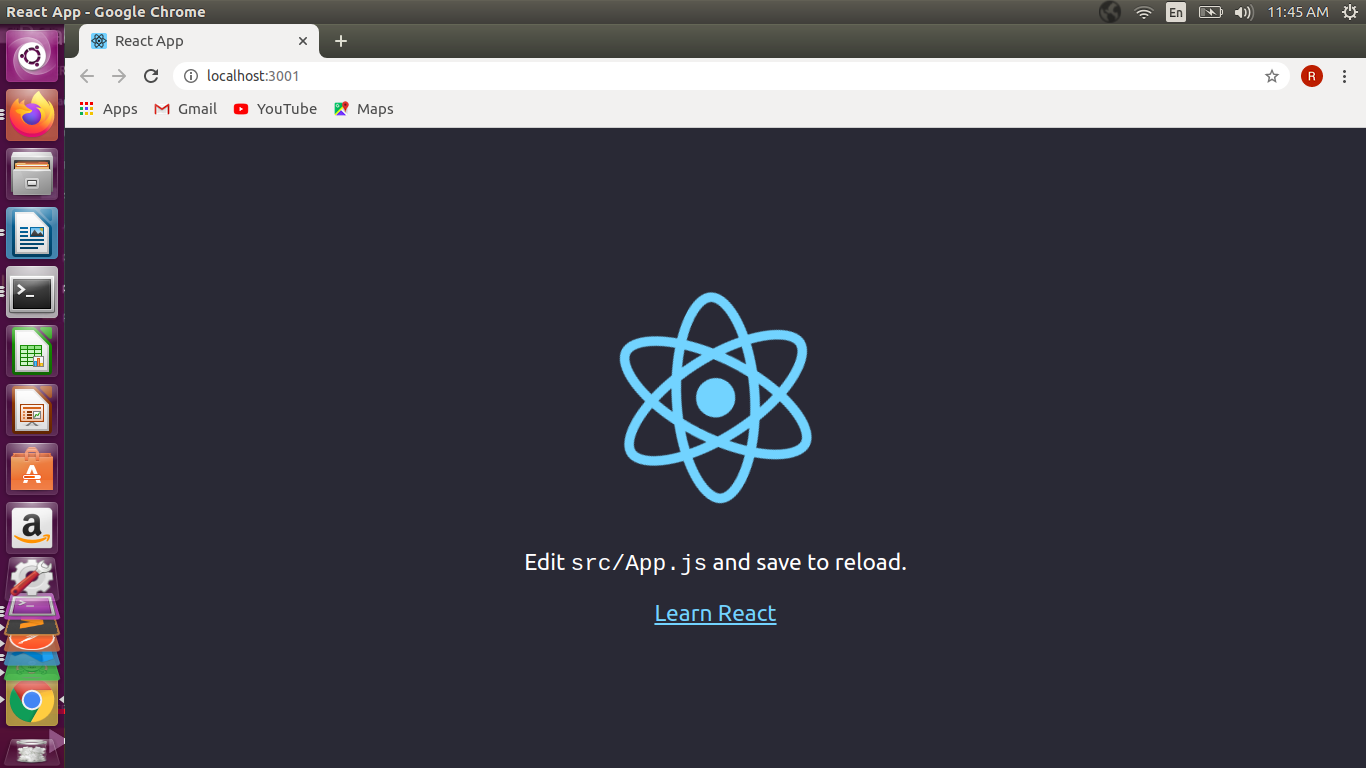 React App - Google Chrome
En
11:45 AM
React App
localhost:3001
R
Apps
Gmail
YouTube
Maps
Edit src/App.js and save to reload.
Learn React